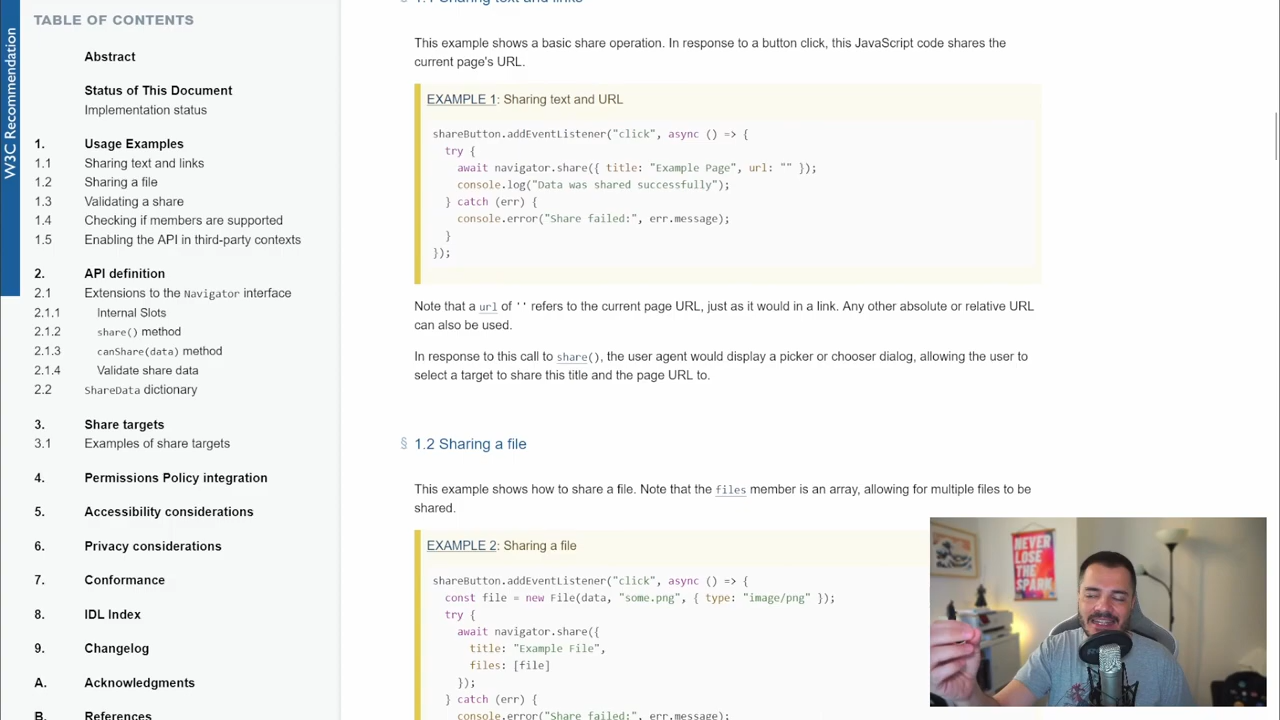 W3C Recommendation
TABLE OF CONTENTS
Abstract
Status of This Document
Implementation status
1. Usage Examples
1.1 Sharing text and links
1.2 Sharing a file
1.3 Validating a share
1.4 Checking if members are supported
1.5 Enabling the API in third-party contexts
2. API definition
2.1 Extensions to the Navigator interface
2.1.1 Internal Slots
2.1.2 share() method
2.1.3 canShare(data) method
2.1.4 Validate share data
2.2 ShareData dictionary
3. Share targets
3.1 Examples of share targets
4. Permissions Policy integration
5. Accessibility considerations
6. Privacy considerations
7. Conformance
8. IDL Index
9. Changelog
A. Acknowledgments
B. References
§ 1.1 Sharing text and links
This example shows a basic share operation. In response to a button click, this JavaScript code shares the
current page's URL.
EXAMPLE 1: Sharing text and URL
shareButton.addEventListener("click", async () => {
try {
await navigator.share({ title: "Example Page", url: "" });
console.log("Data was shared successfully");
} catch (err) {
console.error("Share failed:", err.message);
}
});
Note that a url of '' refers to the current page URL, just as it would in a link. Any other absolute or relative URL
can also be used.
In response to this call to share(), the user agent would display a picker or chooser dialog, allowing the user to
select a target to share this title and the page URL to.
§ 1.2 Sharing a file
This example shows how to share a file. Note that the files member is an array, allowing for multiple files to be
shared.
EXAMPLE 2: Sharing a file
shareButton.addEventListener("click", async () => {
const file = new File(data, "some.png", { type: "image/png" });
try {
await navigator.share({
title: "Example File",
files: [file]
});
} catch (err) {
console.error("Share failed:", err.message);
NEVER
LOSE
THE
SPARK